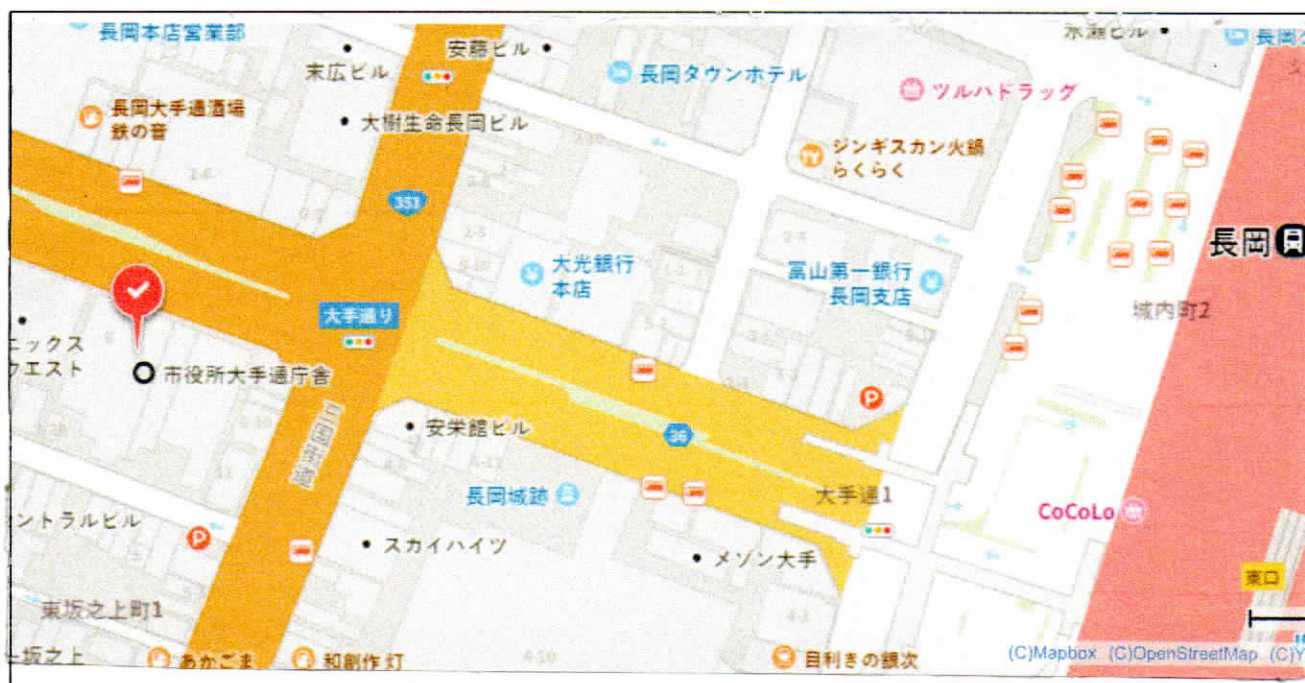 長岡本店営業部
安藤ビル
末広ビル
長岡タウンホテル
永瀬ビル
長岡
ツルハドラッグ
長岡大手通酒場
鉄の音
大樹生命長岡ビル
ジンギスカン火鍋
らくらく
351
長岡
大光銀行
本店
富山第一銀行
長岡支店
城内町2
大手通り
ニックス
ウエスト
市役所大手通庁舎
安栄館ビル
36
長岡城跡
大手通1
CoCoLo
ントラルビル
P
P
スカイハイツ
メゾン大手
東口
東坂之上町1
坂之上
あかごま
和創作 灯
4-10
目利きの銀次
(C)Mapbox (C)OpenStreetMap (C)Y